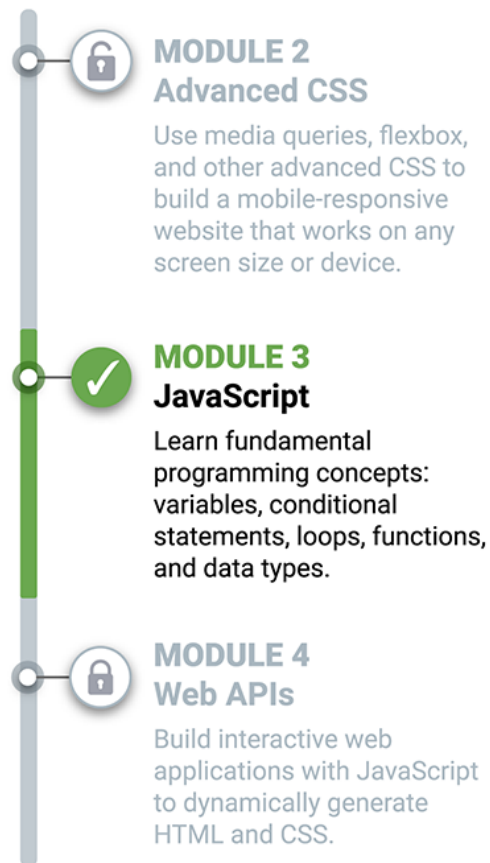 MODULE 2
Advanced CSS
Use media queries, flexbox,
and other advanced CSS to
build a mobile-responsive
website that works on any
screen size or device.
MODULE 3
JavaScript
Learn fundamental
programming concepts:
variables, conditional
statements, loops, functions,
and data types.
MODULE 4
Web APIs
Build interactive web
applications with JavaScript
to dynamically generate
HTML and CSS.